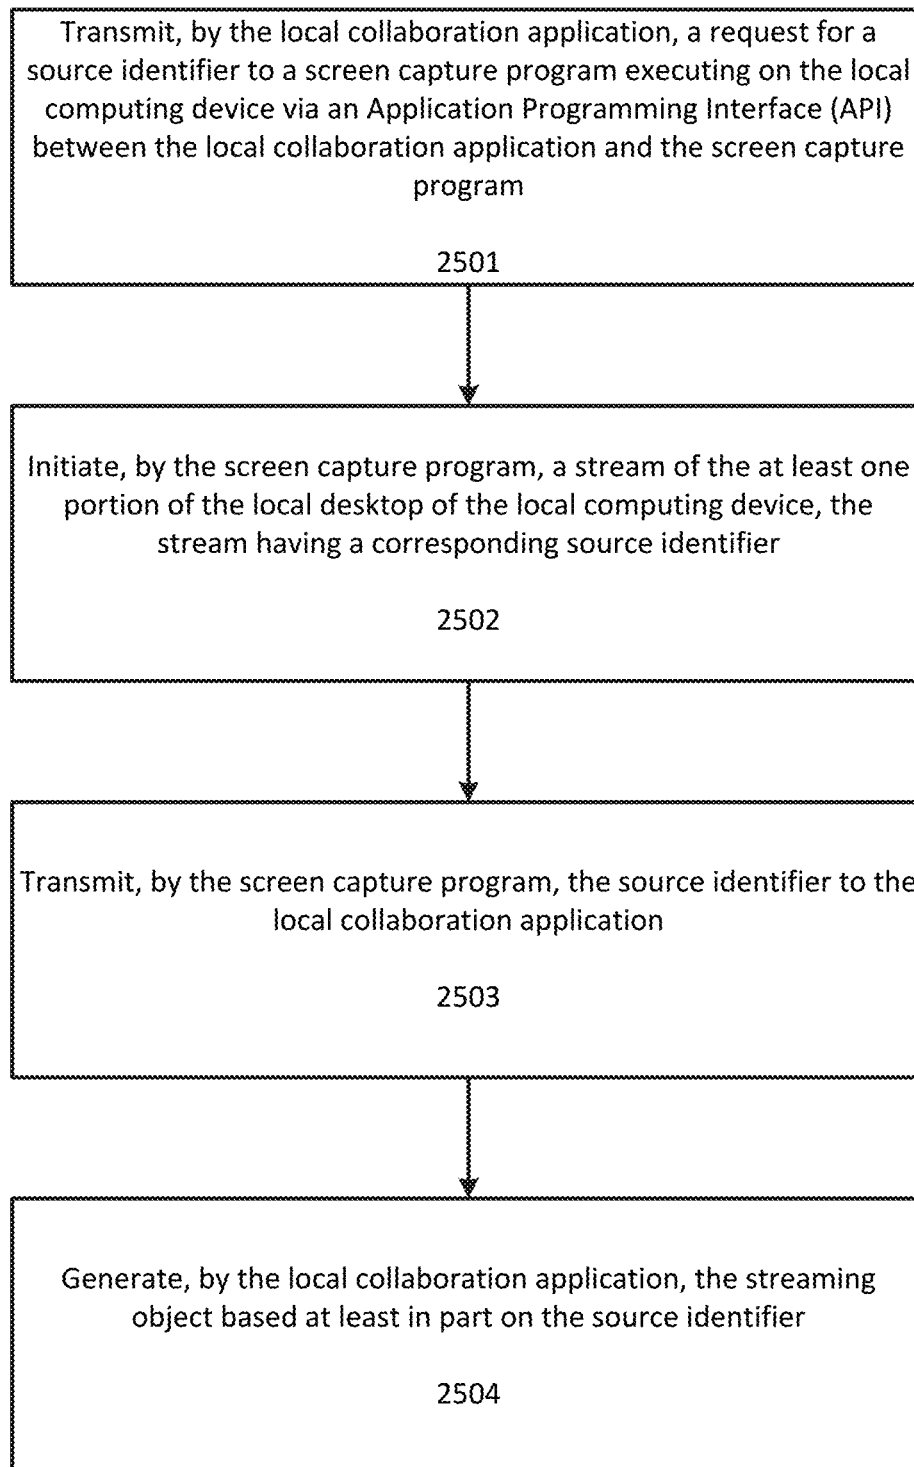 Transmit, by the local collaboration application, a request for a
source identifier to a screen capture program executing on the local
computing device via an Application Programming Interface (API)
between the local collaboration application and the screen capture
program
2501
Initiate, by the screen capture program, a stream of the at least one
portion of the local desktop of the local computing device, the
stream having a corresponding source identifier
2502
Transmit, by the screen capture program, the source identifier to the
local collaboration application
2503
Generate, by the local collaboration application, the streaming
object based at least in part on the source identifier
2504